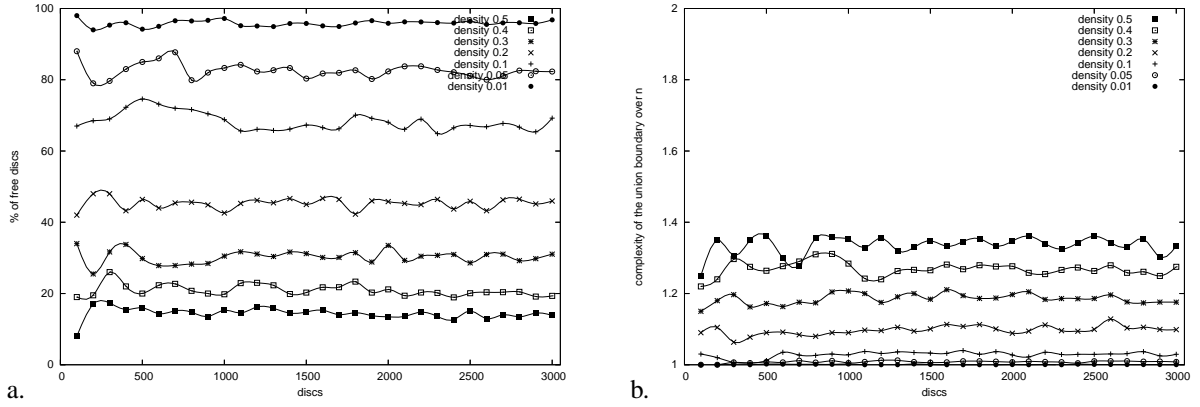 100
80
60
40
20
0
% of free discs
density 0.5
density 0.4
density 0.3
density 0.2
density 0.1
density 0.05
density 0.01
0 500 1000 1500 2000 2500 3000
discs
a.
2
1.8
1.6
1.4
1.2
1
complexity of the union boundary over n
density 0.5
density 0.4
density 0.3
density 0.2
density 0.1
density 0.05
density 0.01
0 500 1000 1500 2000 2500 3000
discs
b.